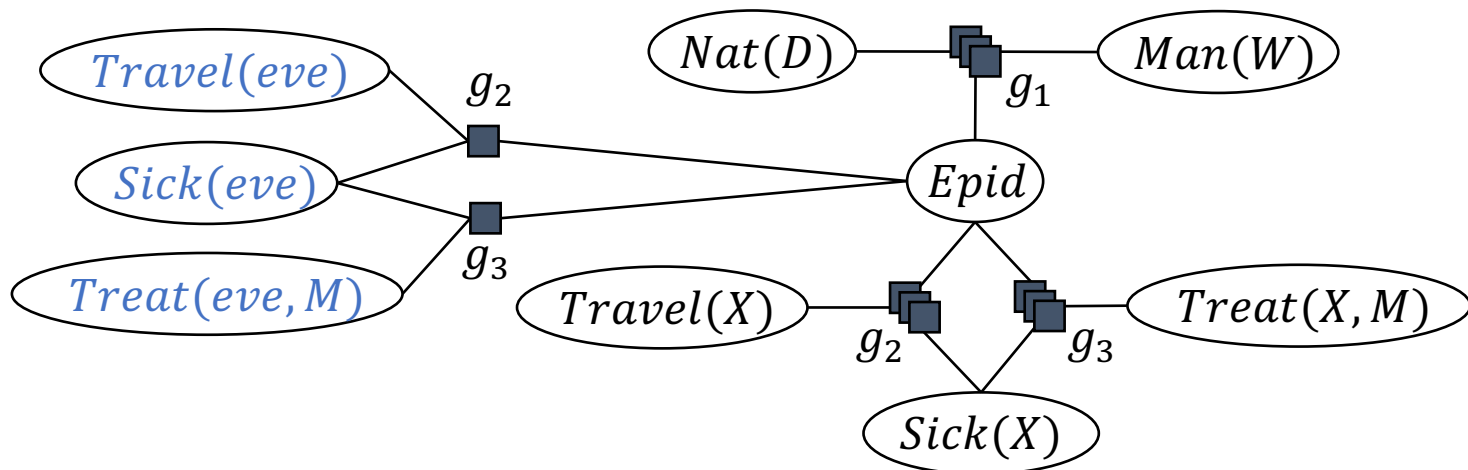 Nat(D)
Man(W)
g1
Travel(eve)
g2
Sick(eve)
Epid
g3
Treat(eve, M)
Travel(X)
g2
g3
Treat(X, M)
Sick(X)